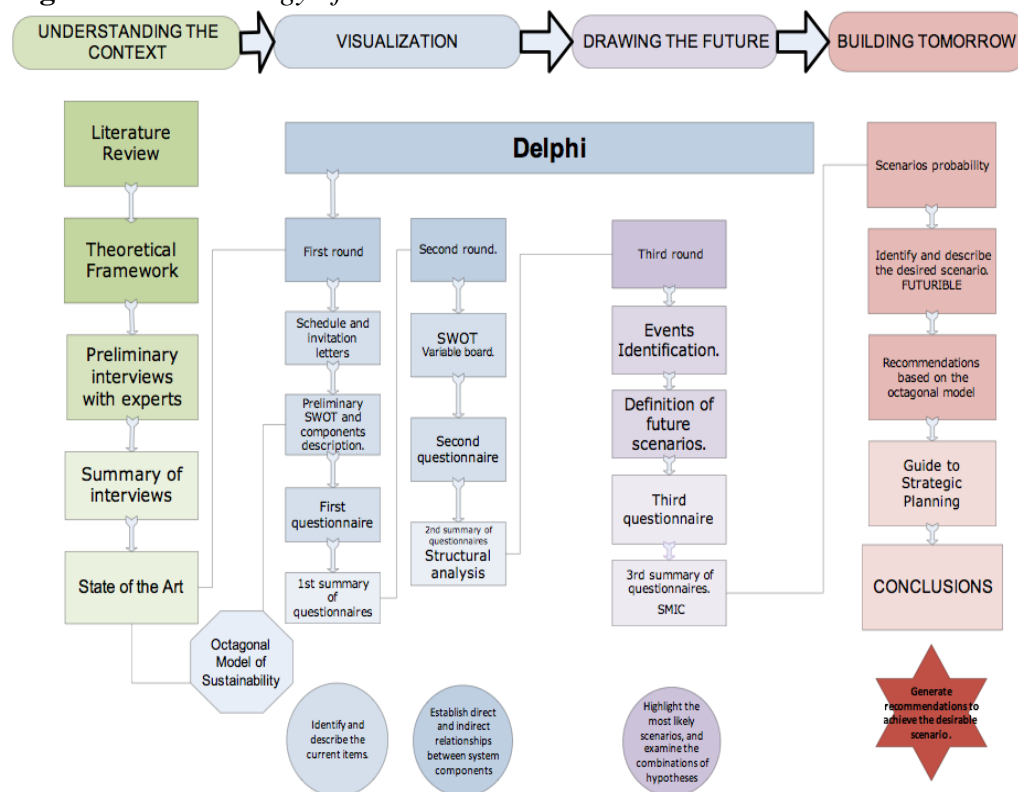 UNDERSTANDING THE
CONTEXT
VISUALIZATION
DRAWING THE FUTURE
BUILDING TOMORROW
Literature
Review
Theoretical
Framework
Preliminary
interviews
with experts
Summary of
interviews
State of the Art
Octagonal
Model of
Sustainability
Delphi
First round
Schedule and
invitation
letters
Preliminary
SWOT and
components
description.
First
questionnaire
1st summary
of
questionnaires
Identify and
describe the
current items.
Second round.
SWOT
Variable board.
Second
questionnaire
2nd summary of
questionnaires
Structural
analysis
Establish direct
and indirect
relationships
between system
components
Third round
Events
Identification.
Definition of
future
scenarios.
Third
questionnaire
3rd summary of
questionnaires.
SMIC
Highlight the
most likely
scenarios, and
examine the
combinations of
hypotheses
Scenarios probability
Identify and describe
the desired scenario.
FUTURIBLE
Recommendations
based on the
octagonal model
Guide to
Strategic
Planning
CONCLUSIONS
Generate
recommendations to
achieve the desirable
scenario.